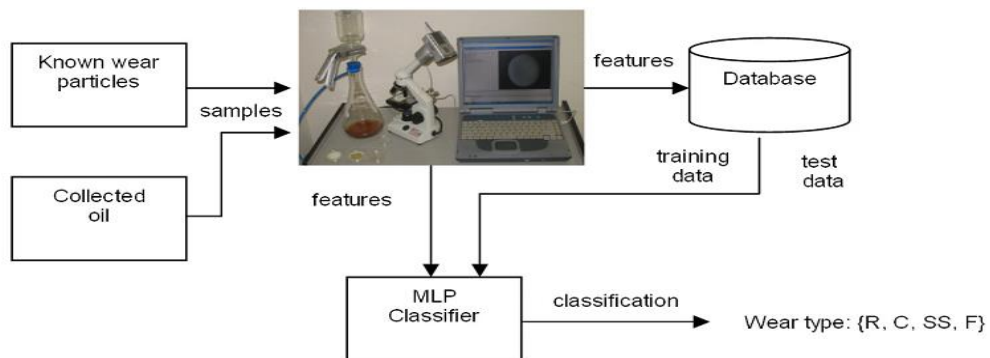 Known wear
particles
samples
Collected
oil
features
Database
training
data
test
data
features
MLP
Classifier
classification
Wear type: {R, C, SS, F}